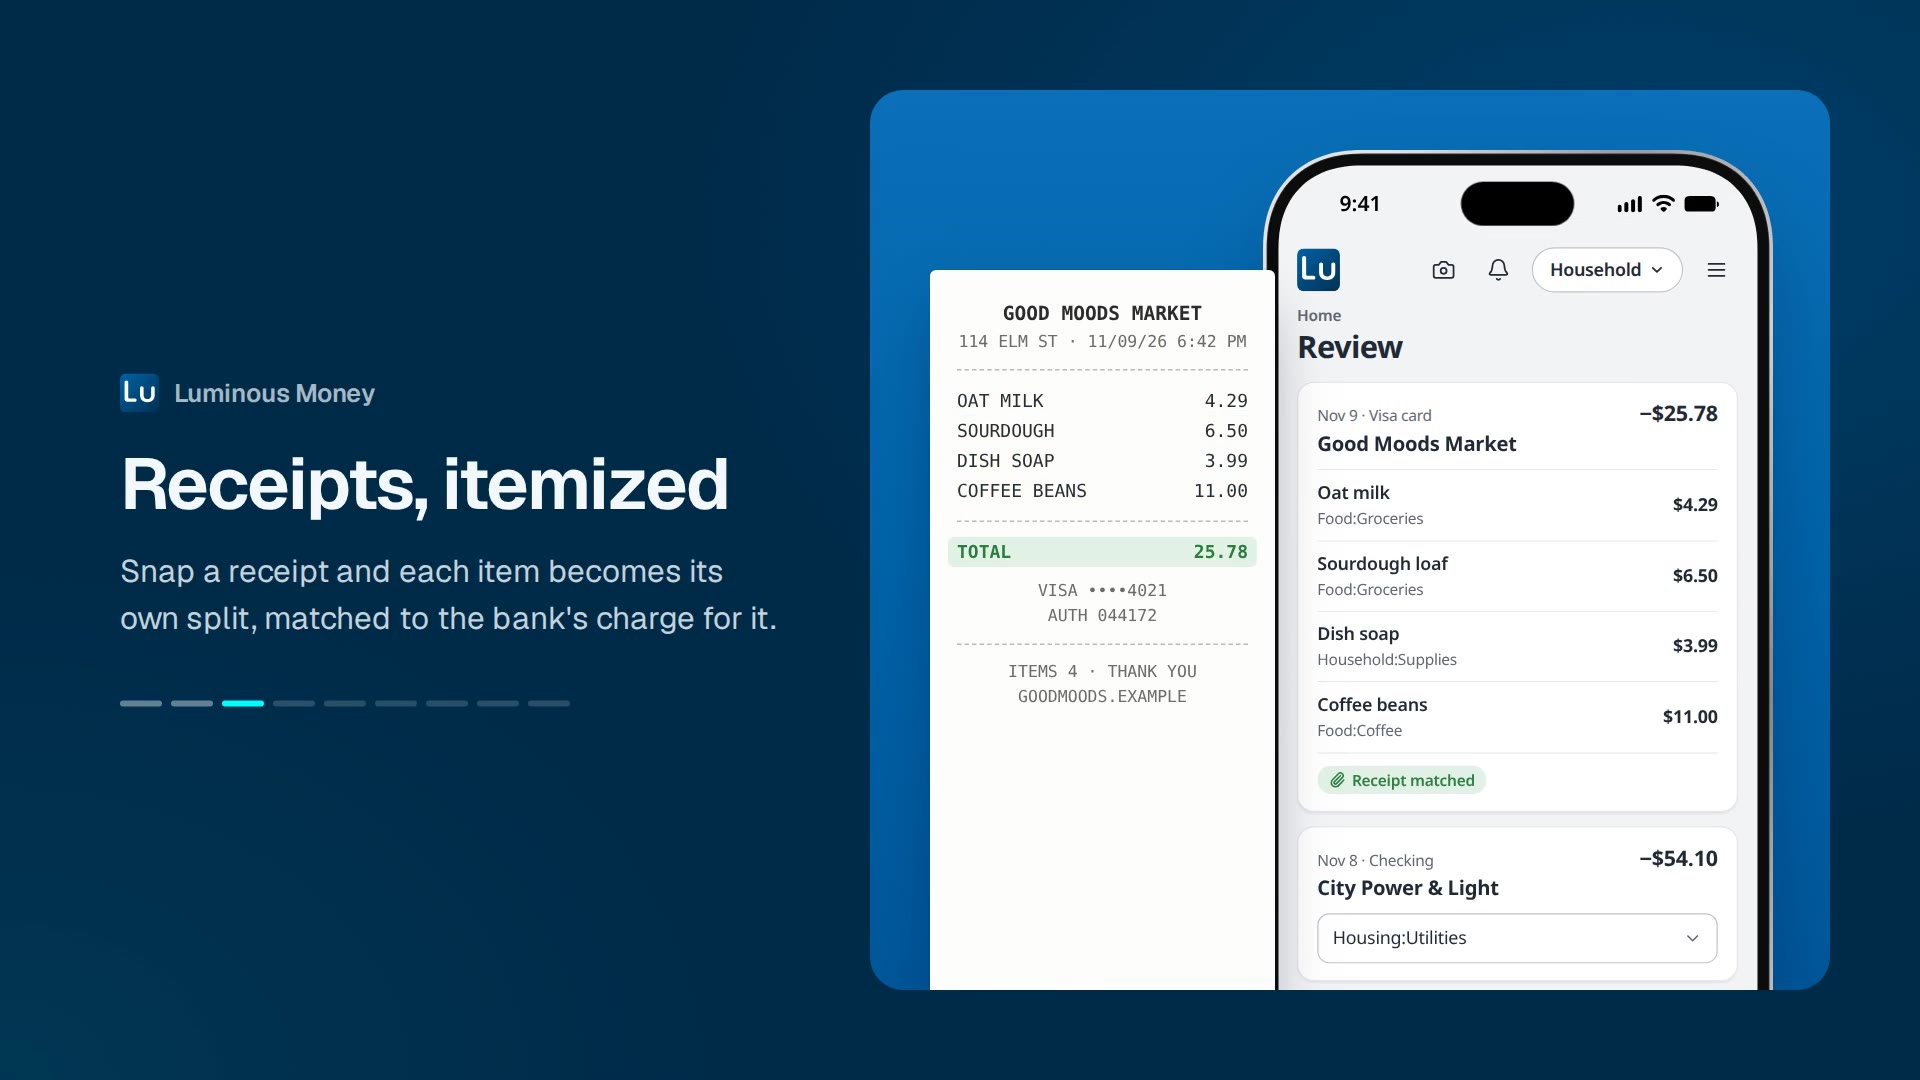 Lu Luminous Money
Receipts, itemized
Snap a receipt and each item becomes its
own split, matched to the bank's charge for it.
GOOD MOODS MARKET
114 ELM ST · 11/09/26 6:42 PM
OAT MILK 4.29
SOURDOUGH 6.50
DISH SOAP 3.99
COFFEE BEANS 11.00
TOTAL 25.78
VISA ••••4021
AUTH 044172
ITEMS 4 · THANK YOU
GOODMOODS.EXAMPLE
9:41
Lu Household
Home
Review
Nov 9 · Visa card −$25.78
Good Moods Market
Oat milk $4.29
Food:Groceries
Sourdough loaf $6.50
Food:Groceries
Dish soap $3.99
Household:Supplies
Coffee beans $11.00
Food:Coffee
Receipt matched
Nov 8 · Checking −$54.10
City Power & Light
Housing:Utilities